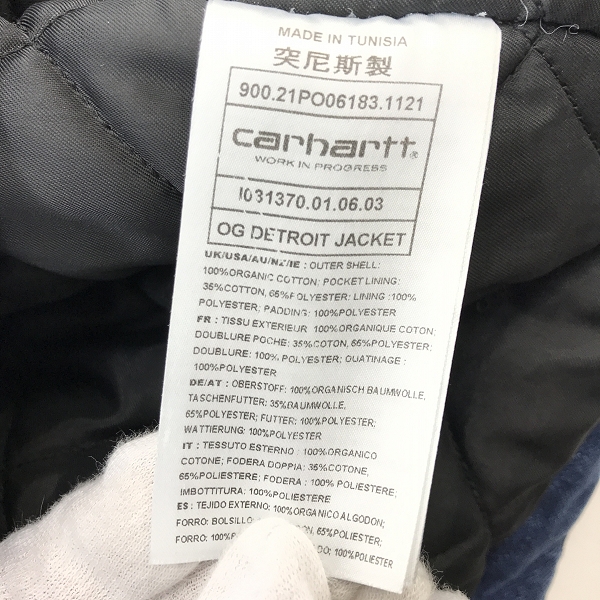 MADE IN TUNISIA
突尼斯製
900.21PO06183.1121
carhartt®
WORK IN PROGRESS
I031370.01.06.03
OG DETROIT JACKET
UK/USA/AU/NZ/IE : OUTER SHELL:
100%ORGANIC COTTON; POCKET LINING:
35%COTTON, 65%POLYESTER; LINING :100%
POLYESTER; PADDING: 100%POLYESTER
FR : TISSU EXTERIEUR 100%ORGANIQUE COTON;
DOUBLURE POCHE: 35%COTON, 65%POLYESTER;
DOUBLURE: 100% POLYESTER; OUATINAGE :
100%POLYESTER
DE/AT : OBERSTOFF: 100%ORGANISCH BAUMWOLLE,
TASCHENFUTTER: 35%BAUMWOLLE,
65%POLYESTER; FUTTER: 100%POLYESTER;
WATTIERUNG: 100%POLYESTER
IT : TESSUTO ESTERNO : 100%ORGANICO
COTONE; FODERA DOPPIA: 35%COTONE,
65%POLIESTERE; FODERA : 100% POLIESTERE;
IMBOTTITURA: 100%POLIESTERE
ES : TEJIDO EXTERNO: 100%ORGANICO ALGODON;
FORRO: BOLSILLO 65%POLIESTER;
FORRO: 100% 100%POLIESTER